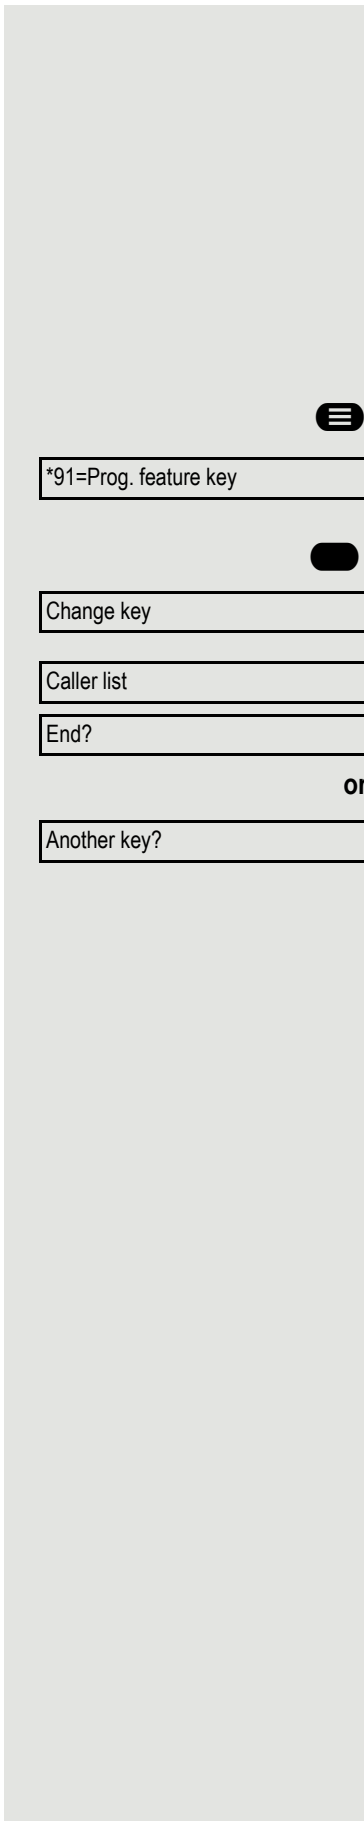 *91=Prog. feature key
Change key
Caller list
End?
or
Another key?